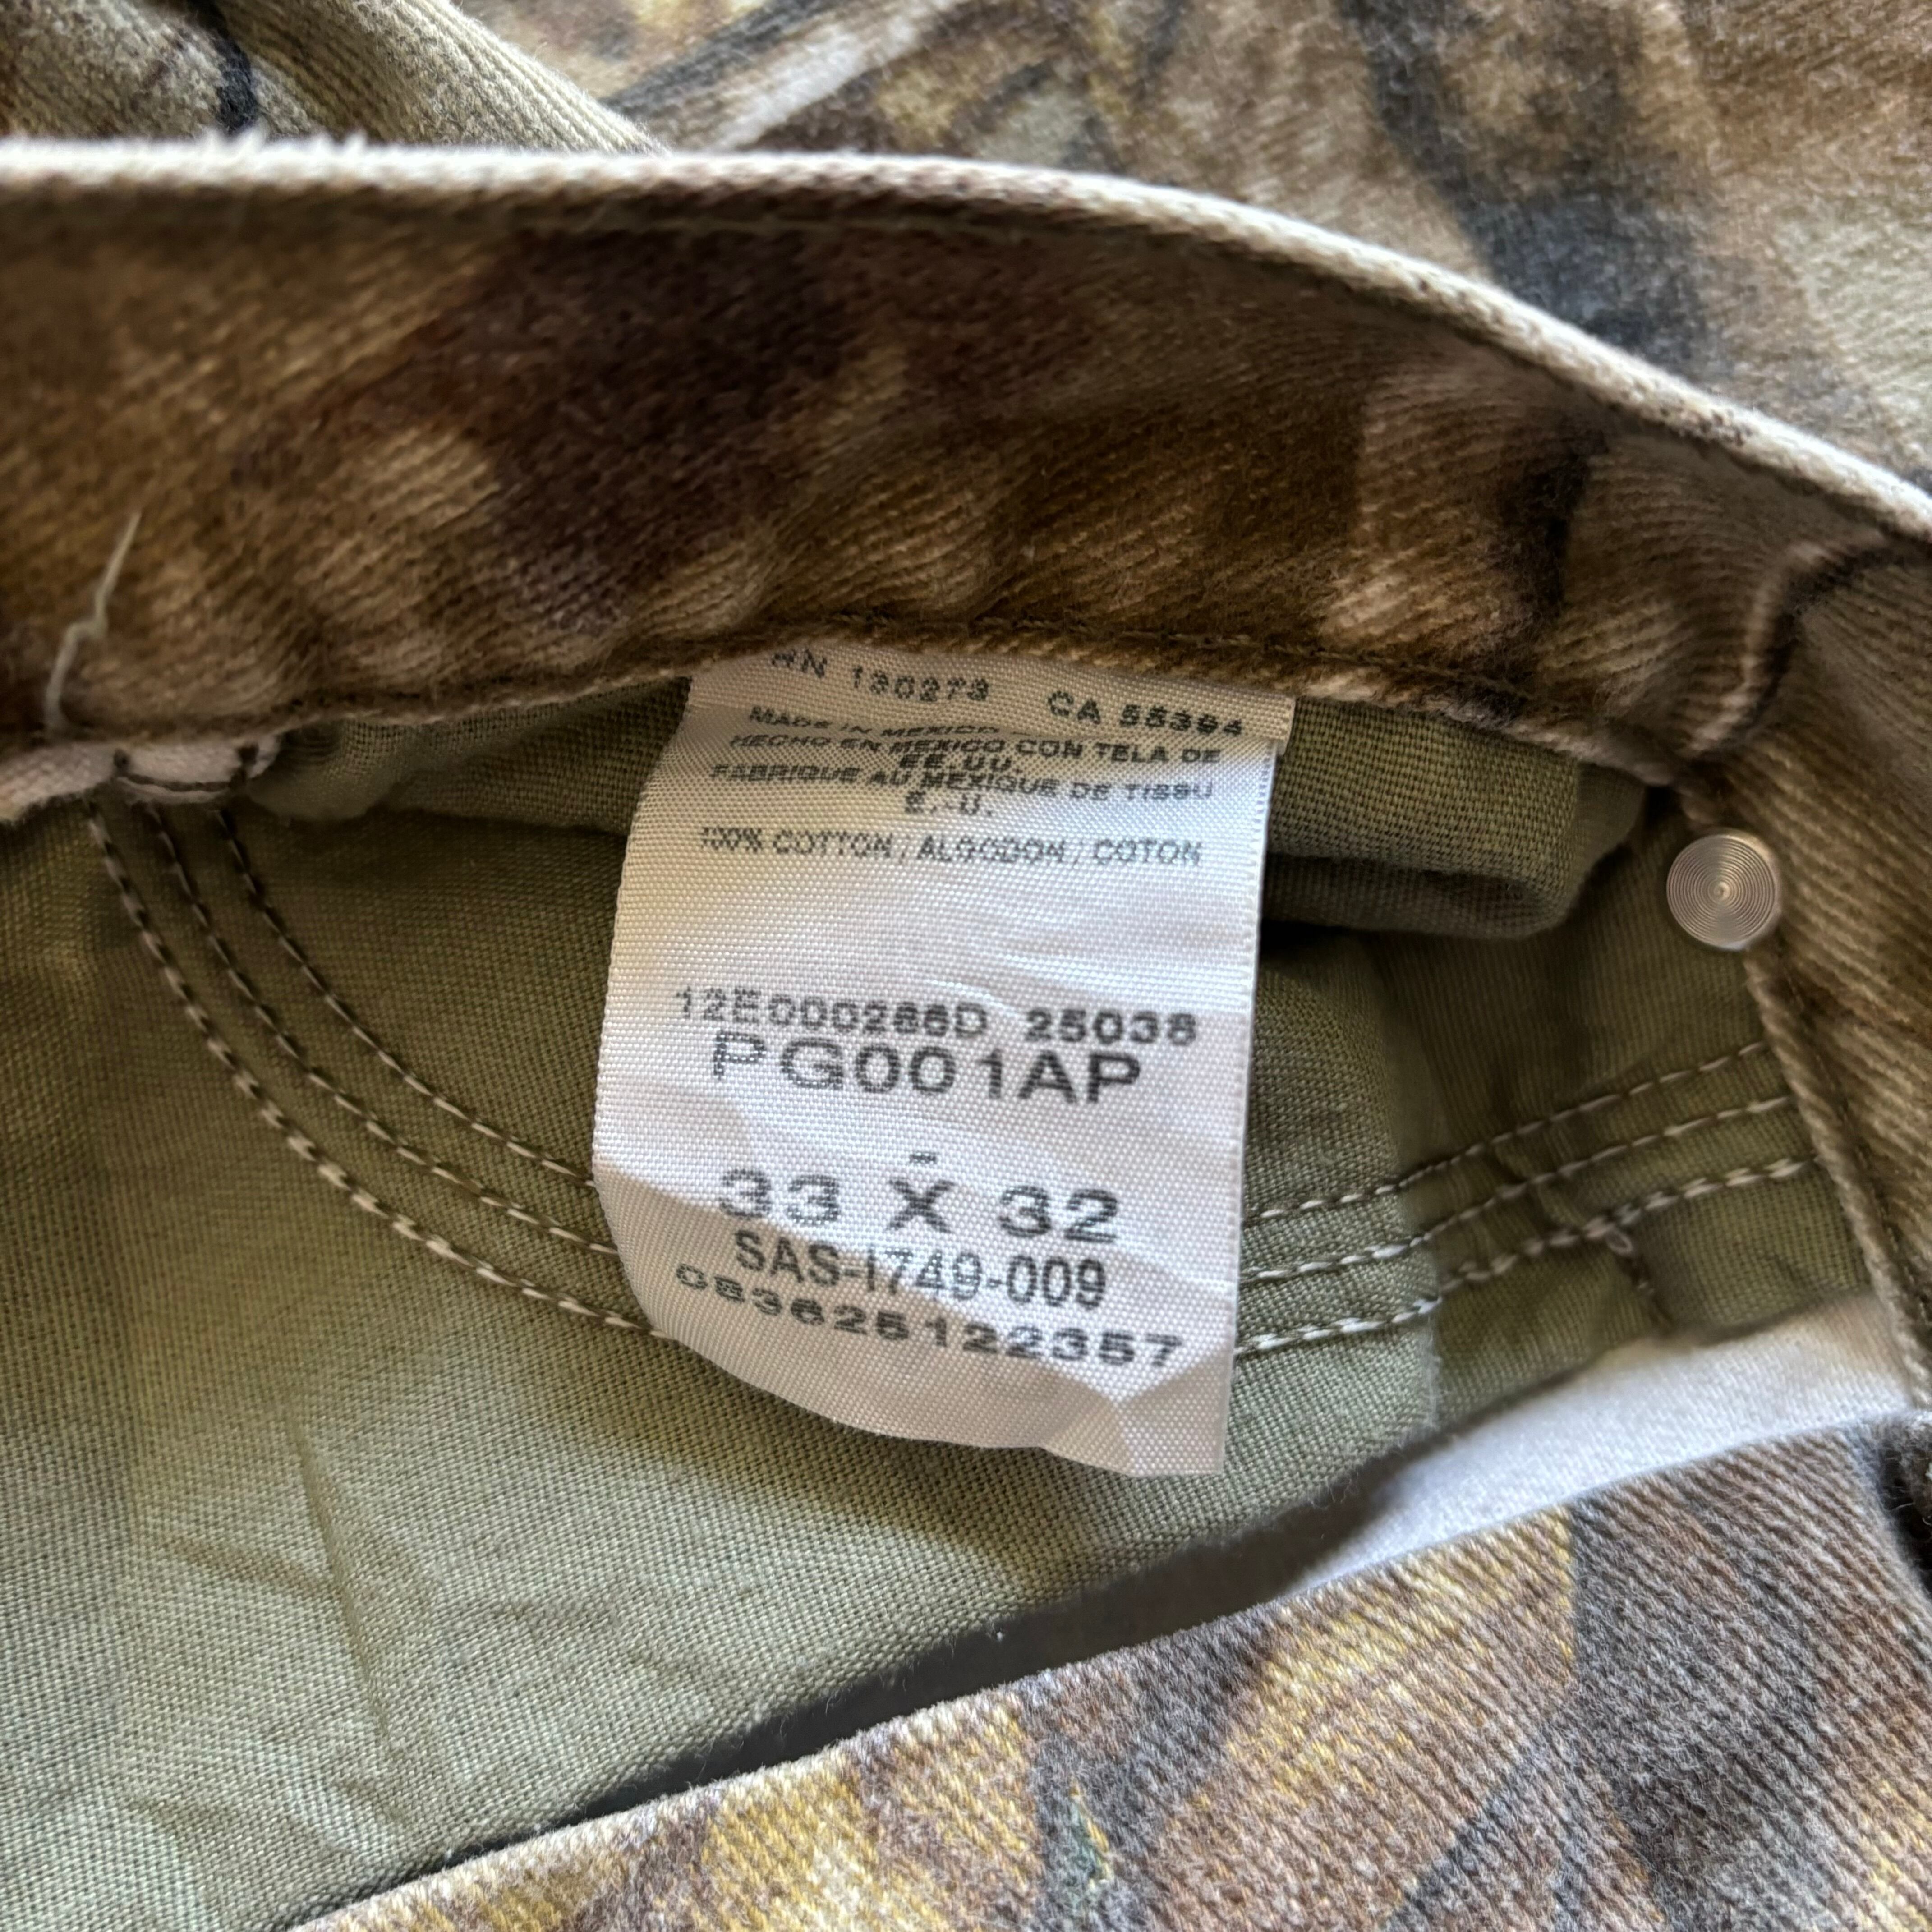 RN 130273 CA 55394
MADE IN MEXICO
HECHO EN MEXICO CON TELA DE
EE.UU.
FABRIQUE AU MEXIQUE DE TISSU
E.-U.
100% COTTON / ALGODON / COTON
12E000266D 25038
PG001AP
-
33 X 32
SAS-1749-009
083625122357